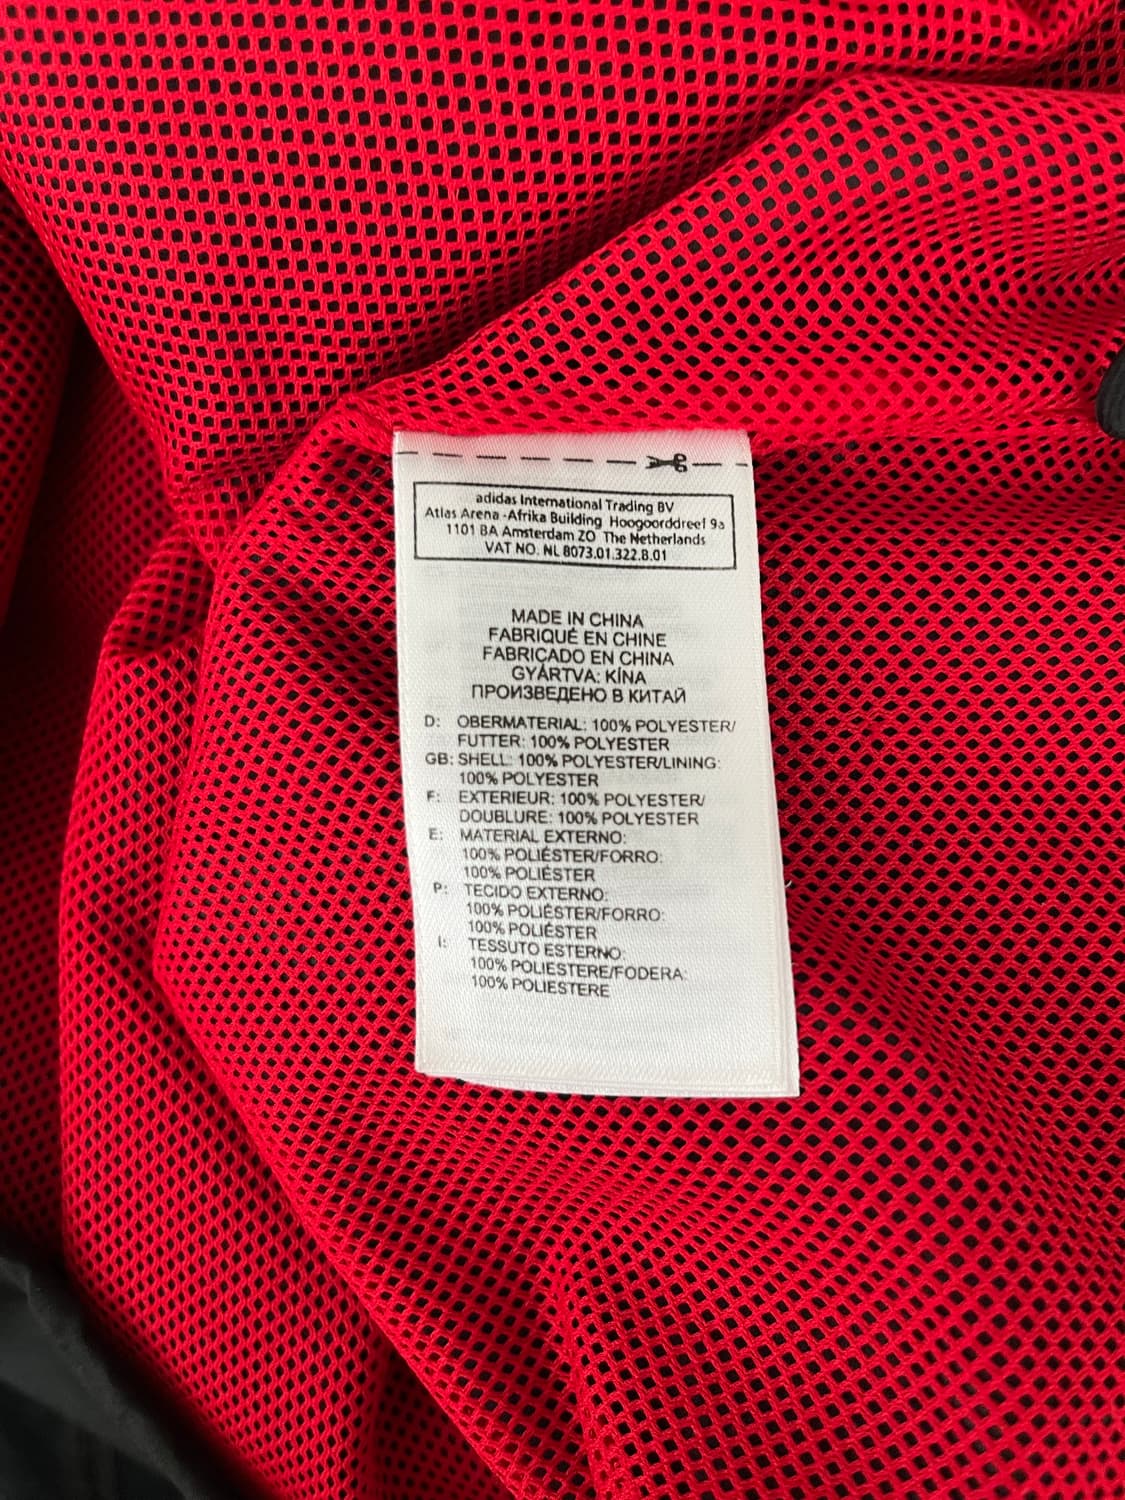 adidas International Trading BV
Atlas Arena -Afrika Building Hoogoorddreef 9a
1101 BA Amsterdam ZO The Netherlands
VAT NO. NL 8073.01.322.B.01
MADE IN CHINA
FABRIQUÉ EN CHINE
FABRICADO EN CHINA
GYÁRTVA: KÍNA
ПРОИЗВЕДЕНО В КИТАЙ
D: OBERMATERIAL: 100% POLYESTER/
FUTTER: 100% POLYESTER
GB: SHELL: 100% POLYESTER/LINING:
100% POLYESTER
F: EXTERIEUR: 100% POLYESTER/
DOUBLURE: 100% POLYESTER
E: MATERIAL EXTERNO:
100% POLIÉSTER/FORRO:
100% POLIÉSTER
P: TECIDO EXTERNO:
100% POLIÉSTER/FORRO:
100% POLIÉSTER
I: TESSUTO ESTERNO:
100% POLIESTERE/FODERA:
100% POLIESTERE